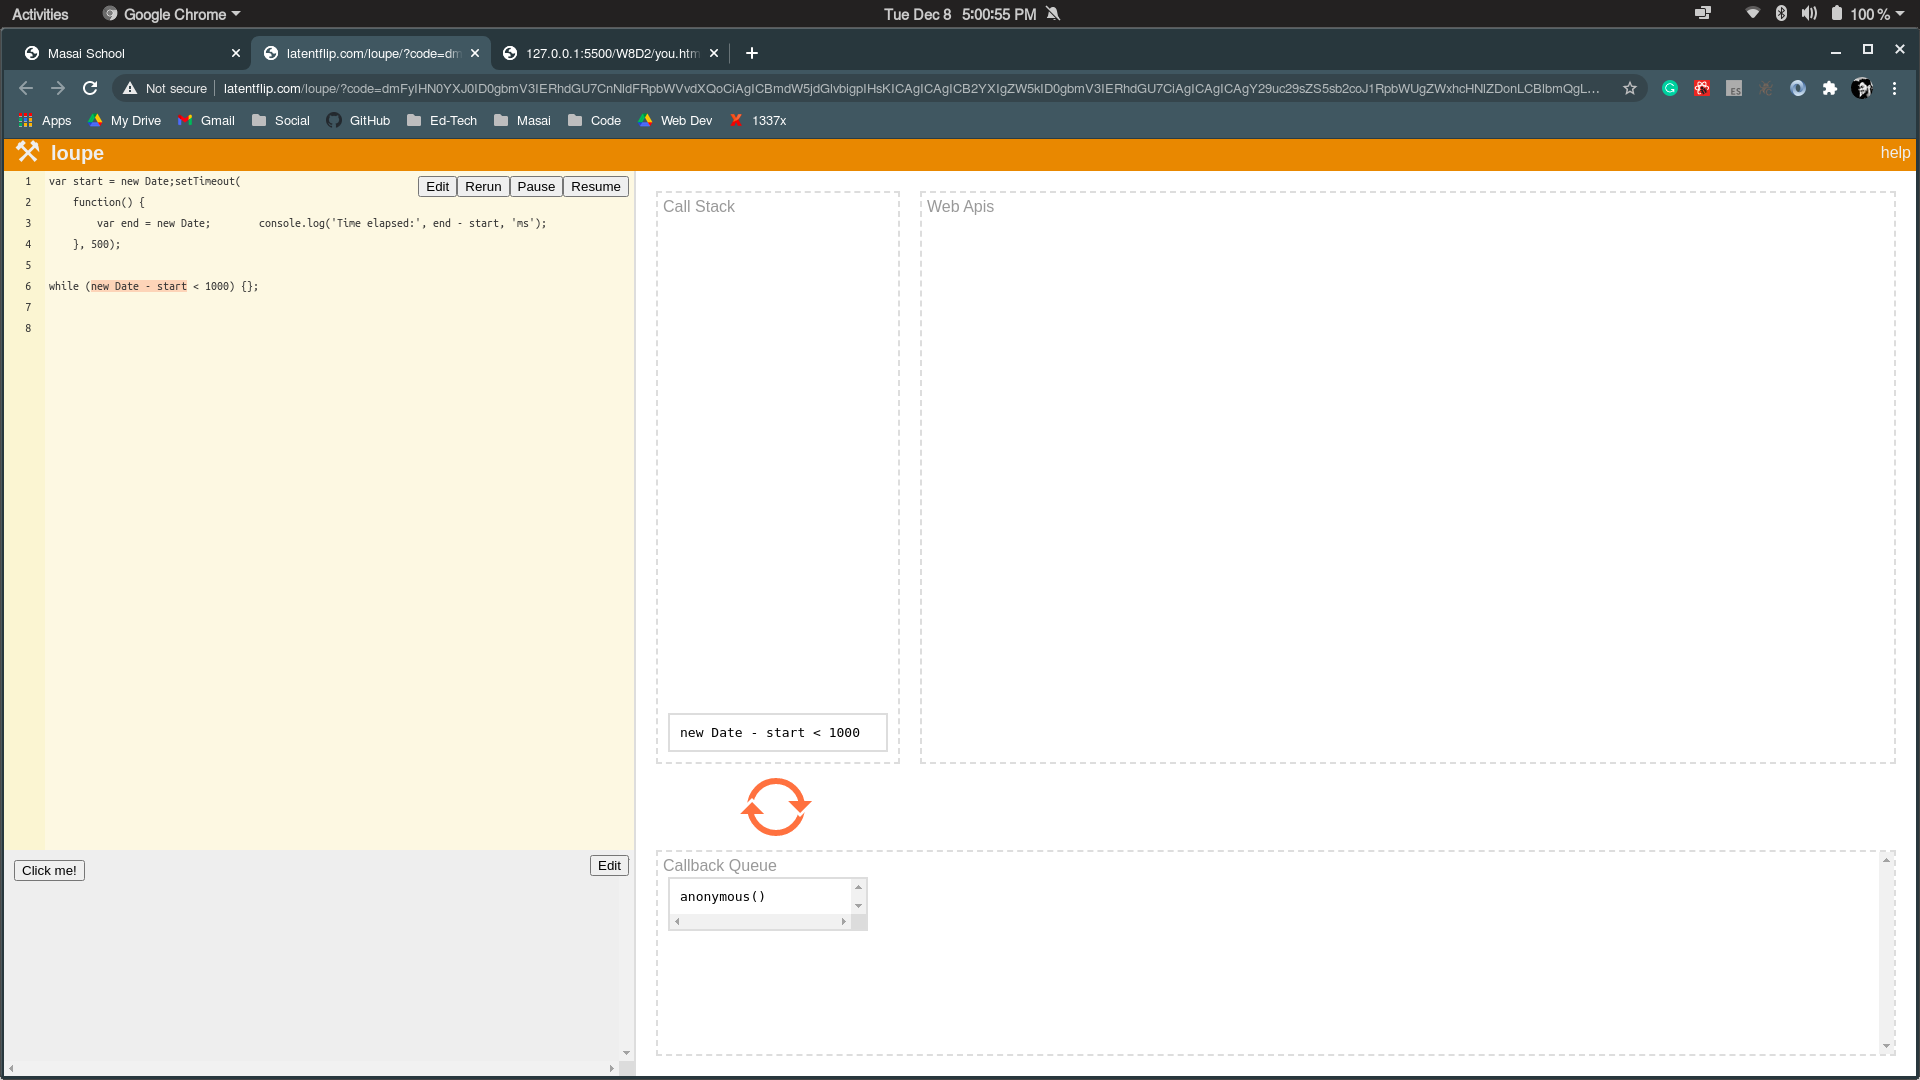 Activities Google Chrome Tue Dec 8 5:00:55 PM 100 %
Masai School latentflip.com/loupe/?code=dm 127.0.0.1:5500/W8D2/you.htm
Not secure latentflip.com/loupe/?code=dmFyIHN0YXJ0ID0gbmV3IERhdGU7CnNldFRpbWVvdXQoCiAgICBmdW5jdGlvbigpIHsKICAgICAgICB2YXIgZW5kID0gbmV3IERhdGU7CiAgICAgICAgY29uc29sZS5sb2coJ1RpbWUgZWxhcHNlZDonLCBlbmQgL...
Apps My Drive Gmail Social GitHub Ed-Tech Masai Code Web Dev 1337x
loupe help
1 var start = new Date;setTimeout(
Edit Rerun Pause Resume
2 function() {
3 var end = new Date; console.log('Time elapsed:', end - start, 'ms');
4 }, 500);
5
6 while (new Date - start < 1000) {};
7
8
Call Stack
new Date - start < 1000
Web Apis
Callback Queue
anonymous()
Click me! Edit